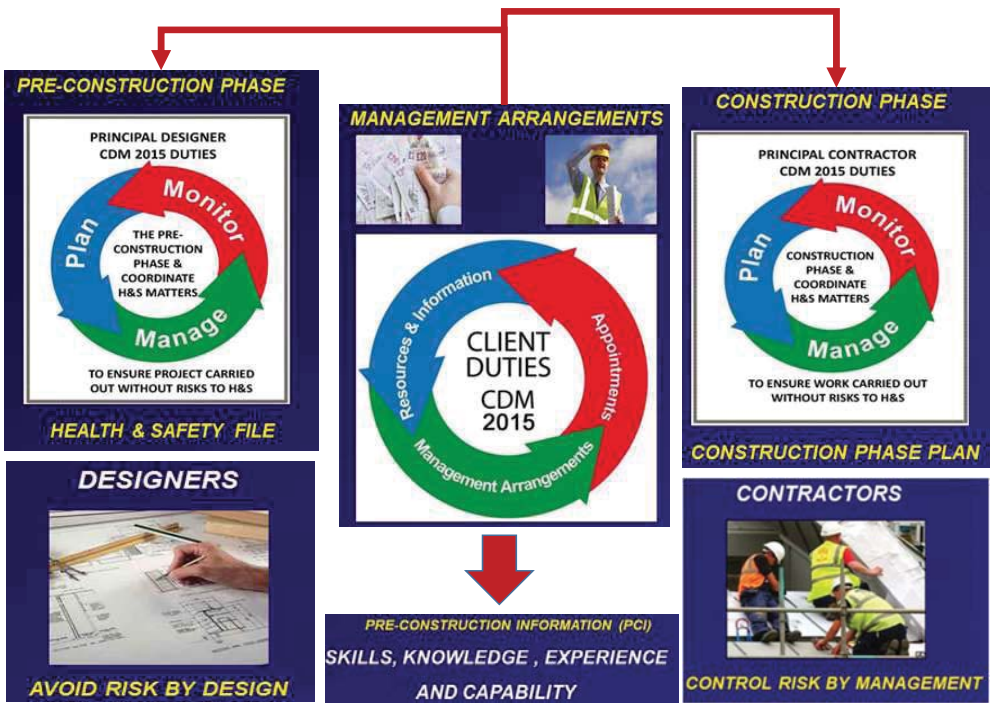 PRE-CONSTRUCTION PHASE
PRINCIPAL DESIGNER
CDM 2015 DUTIES
Plan
Monitor
Manage
THE PRE-
CONSTRUCTION
PHASE &
COORDINATE
H&S MATTERS
TO ENSURE PROJECT CARRIED
OUT WITHOUT RISKS TO H&S
HEALTH & SAFETY FILE
DESIGNERS
AVOID RISK BY DESIGN
MANAGEMENT ARRANGEMENTS
Resources & Information
Appointments
Management Arrangements
CLIENT
DUTIES
CDM
2015
PRE-CONSTRUCTION INFORMATION (PCI)
SKILLS, KNOWLEDGE , EXPERIENCE
AND CAPABILITY
CONSTRUCTION PHASE
PRINCIPAL CONTRACTOR
CDM 2015 DUTIES
Plan
Monitor
Manage
CONSTRUCTION
PHASE &
COORDINATE
H&S MATTERS
TO ENSURE WORK CARRIED OUT
WITHOUT RISKS TO H&S
CONSTRUCTION PHASE PLAN
CONTRACTORS
CONTROL RISK BY MANAGEMENT